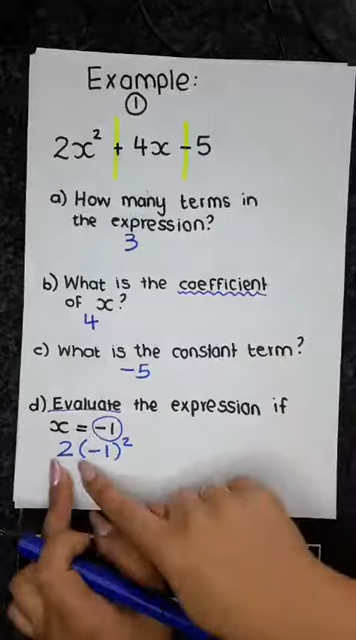 Example:
①
2x² + 4x - 5
a) How many terms in
the expression?
3
b) What is the coefficient
of x?
4
c) What is the constant term?
-5
d) Evaluate the expression if
x = -1
2(-1)²